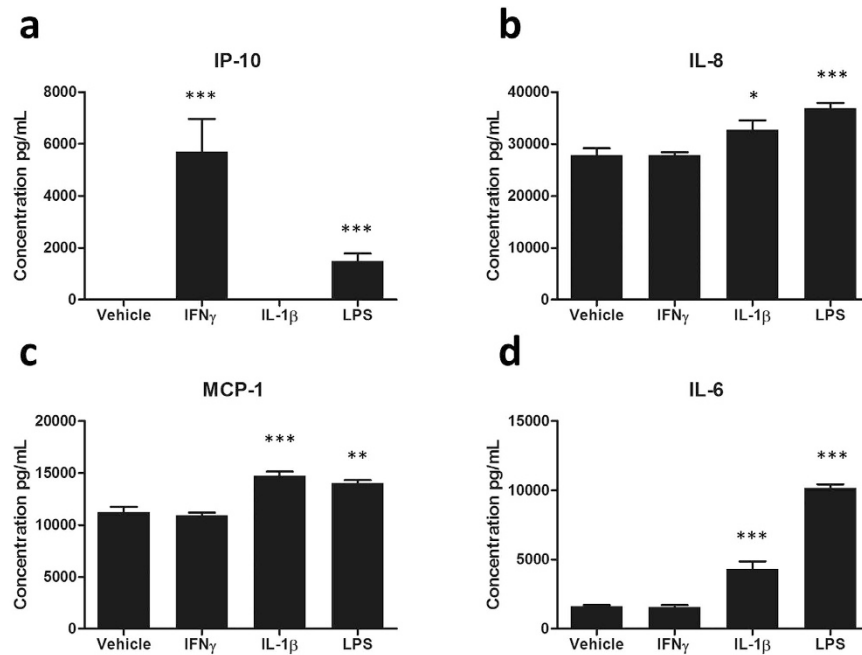 a
IP-10
Concentration pg/mL
8000
6000
4000
2000
0
***
***
Vehicle IFNγ IL-1β LPS
b
IL-8
Concentration pg/mL
40000
30000
20000
10000
0
*
***
Vehicle IFNγ IL-1β LPS
c
MCP-1
Concentration pg/mL
20000
15000
10000
5000
0
***
**
Vehicle IFNγ IL-1β LPS
d
IL-6
Concentration pg/mL
15000
10000
5000
0
***
***
Vehicle IFNγ IL-1β LPS